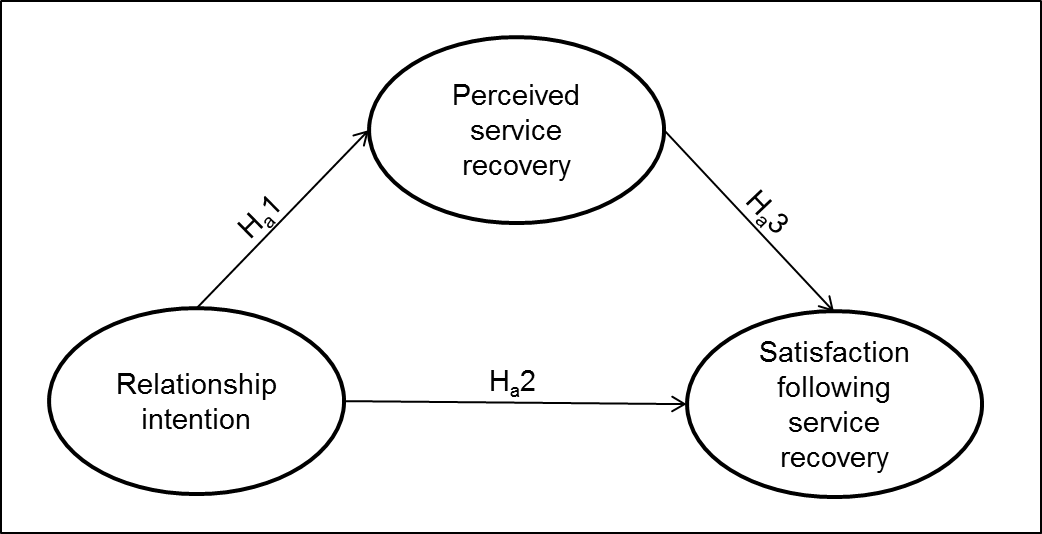 Perceived
service
recovery
Hₐ1
Hₐ3
Relationship
intention
Hₐ2
Satisfaction
following
service
recovery